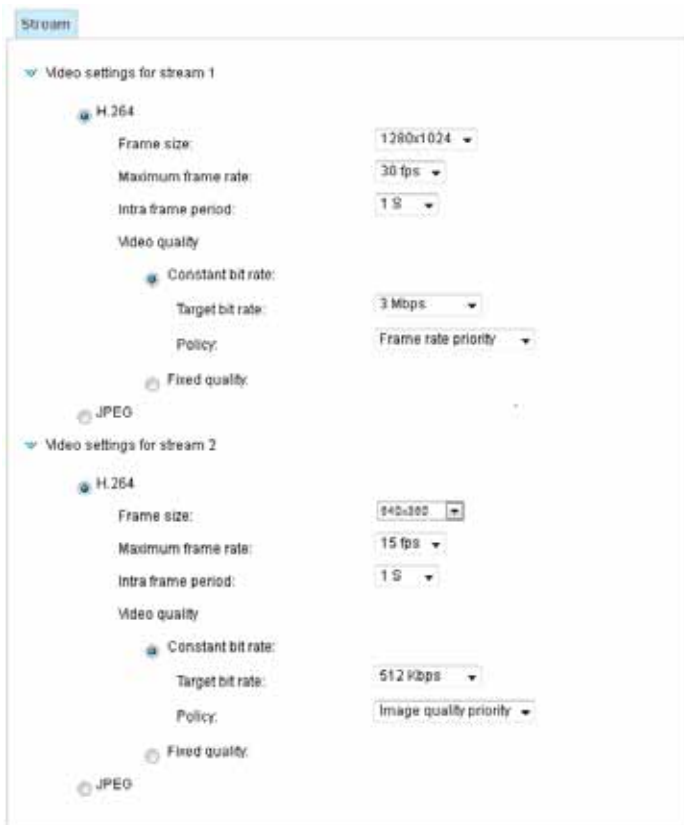 Stream
Video settings for stream 1
H.264
Frame size: 1280x1024
Maximum frame rate: 30 fps
Intra frame period: 1 S
Video quality
Constant bit rate:
Target bit rate: 3 Mbps
Policy: Frame rate priority
Fixed quality:
JPEG
Video settings for stream 2
H.264
Frame size: 640x360
Maximum frame rate: 15 fps
Intra frame period: 1 S
Video quality
Constant bit rate:
Target bit rate: 512 Kbps
Policy: Image quality priority
Fixed quality:
JPEG